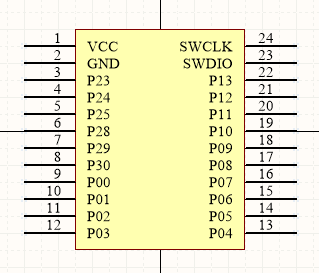 1 VCC SWCLK 24
2 GND SWDIO 23
3 P23 P13 22
4 P24 P12 21
5 P25 P11 20
6 P28 P10 19
7 P29 P09 18
8 P30 P08 17
9 P00 P07 16
10 P01 P06 15
11 P02 P05 14
12 P03 P04 13